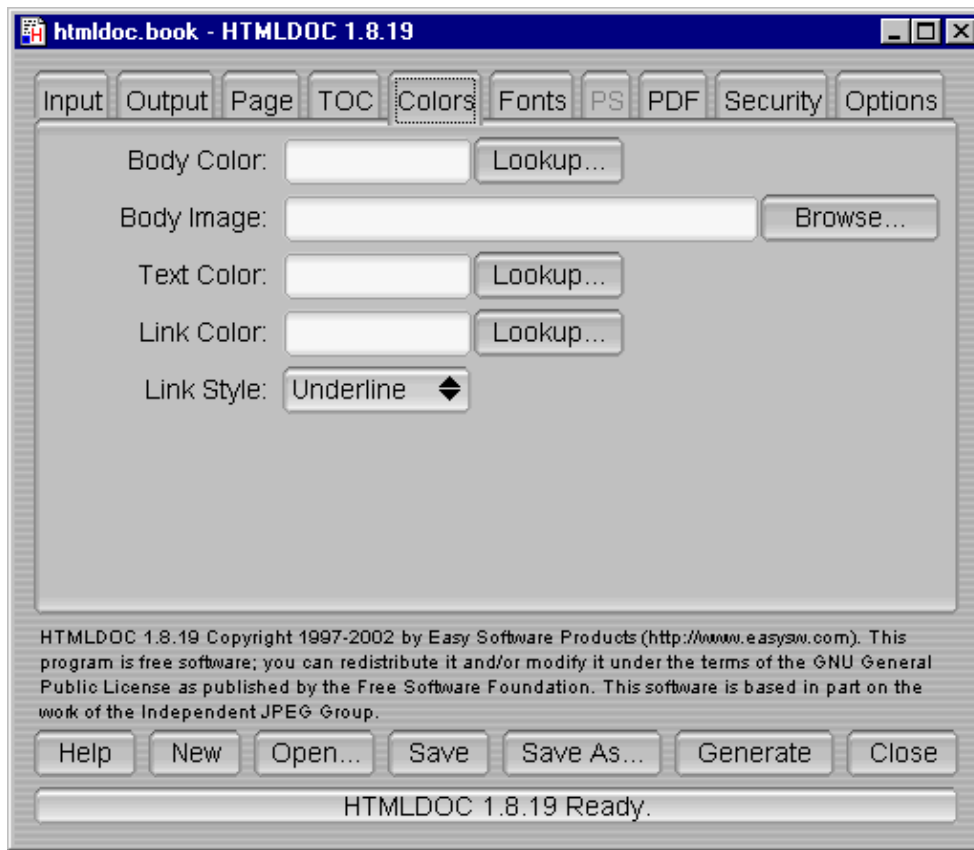 htmldoc.book - HTMLDOC 1.8.19
Input Output Page TOC Colors Fonts PS PDF Security Options
Body Color: Lookup...
Body Image: Browse...
Text Color: Lookup...
Link Color: Lookup...
Link Style: Underline
HTMLDOC 1.8.19 Copyright 1997-2002 by Easy Software Products (http://www.easysw.com). This
program is free software; you can redistribute it and/or modify it under the terms of the GNU General
Public License as published by the Free Software Foundation. This software is based in part on the
work of the Independent JPEG Group.
Help New Open... Save Save As... Generate Close
HTMLDOC 1.8.19 Ready.